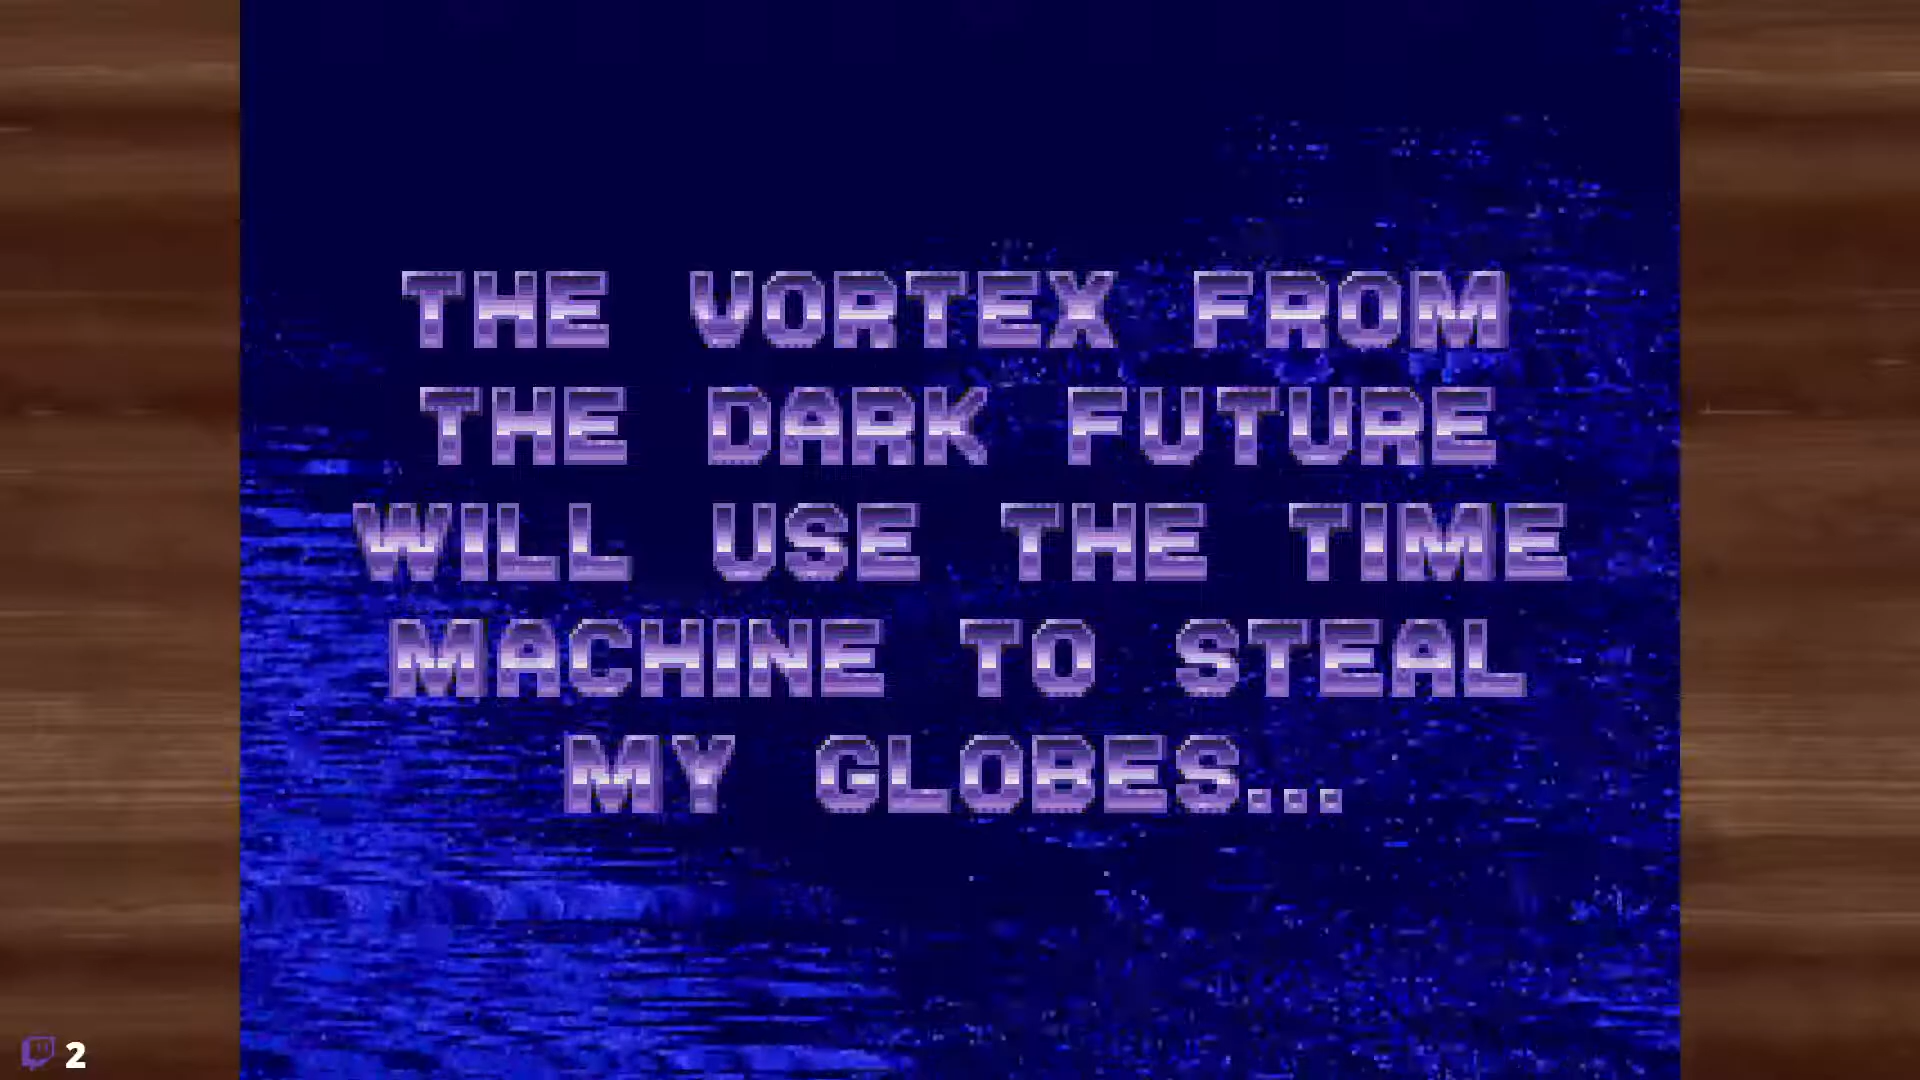 THE VORTEX FROM
THE DARK FUTURE
WILL USE THE TIME
MACHINE TO STEAL
MY GLOBES...
2